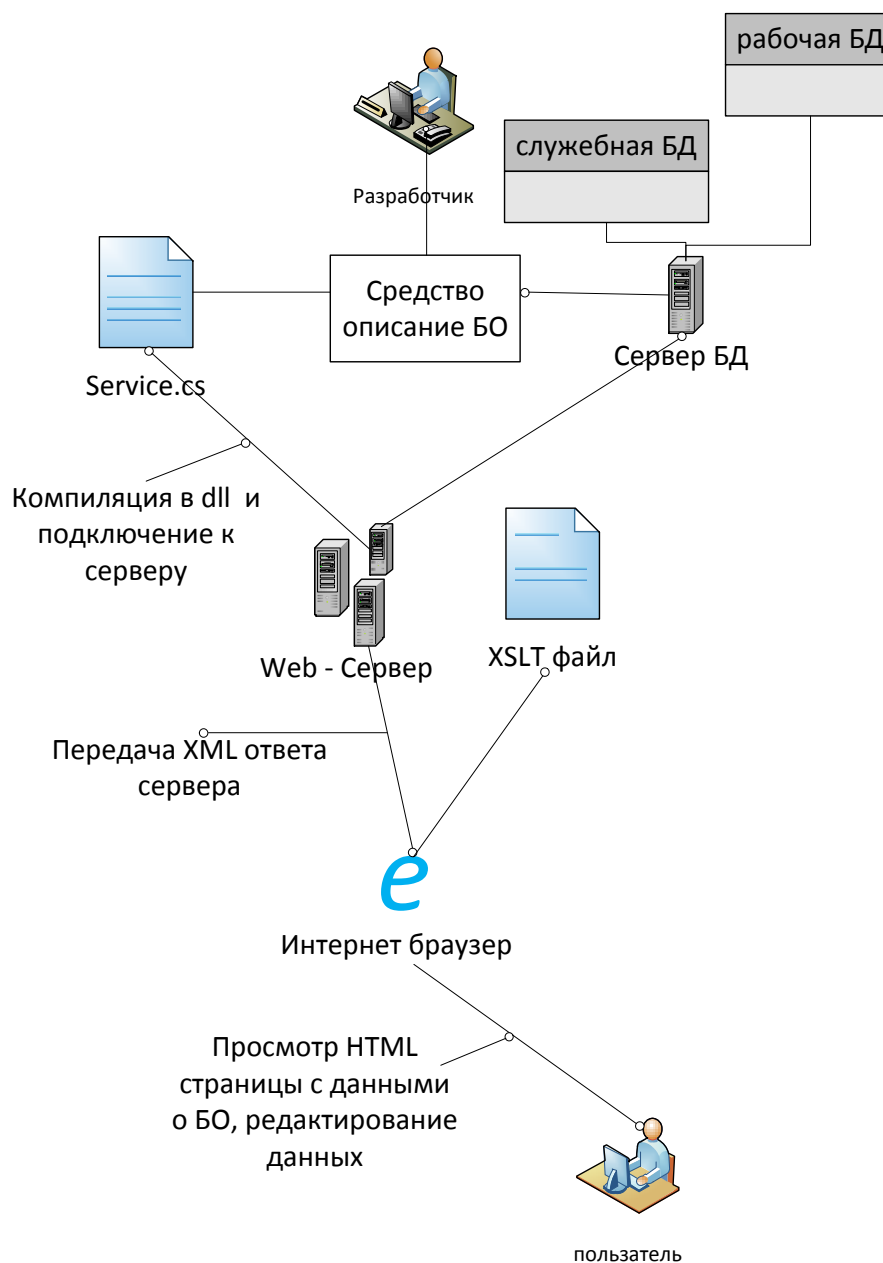 рабочая БД
служебная БД
Разработчик
Средство
описание БО
Сервер БД
Service.cs
Компиляция в dll и
подключение к
серверу
Web - Сервер
XSLT файл
Передача XML ответа
сервера
e
Интернет браузер
Просмотр HTML
страницы с данными
о БО, редактирование
данных
пользатель